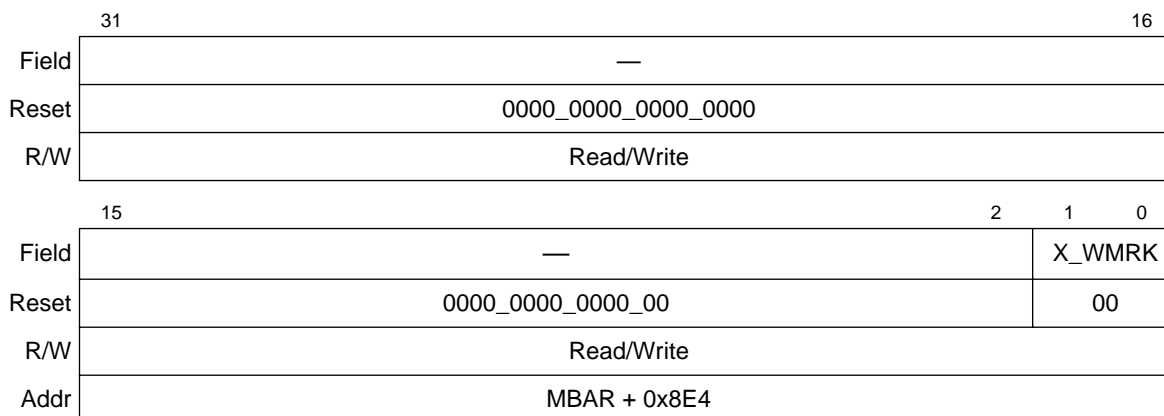 31 16
Field —
Reset 0000_0000_0000_0000
R/W Read/Write
15 2 1 0
Field — X_WMRK
Reset 0000_0000_0000_00 00
R/W Read/Write
Addr MBAR + 0x8E4